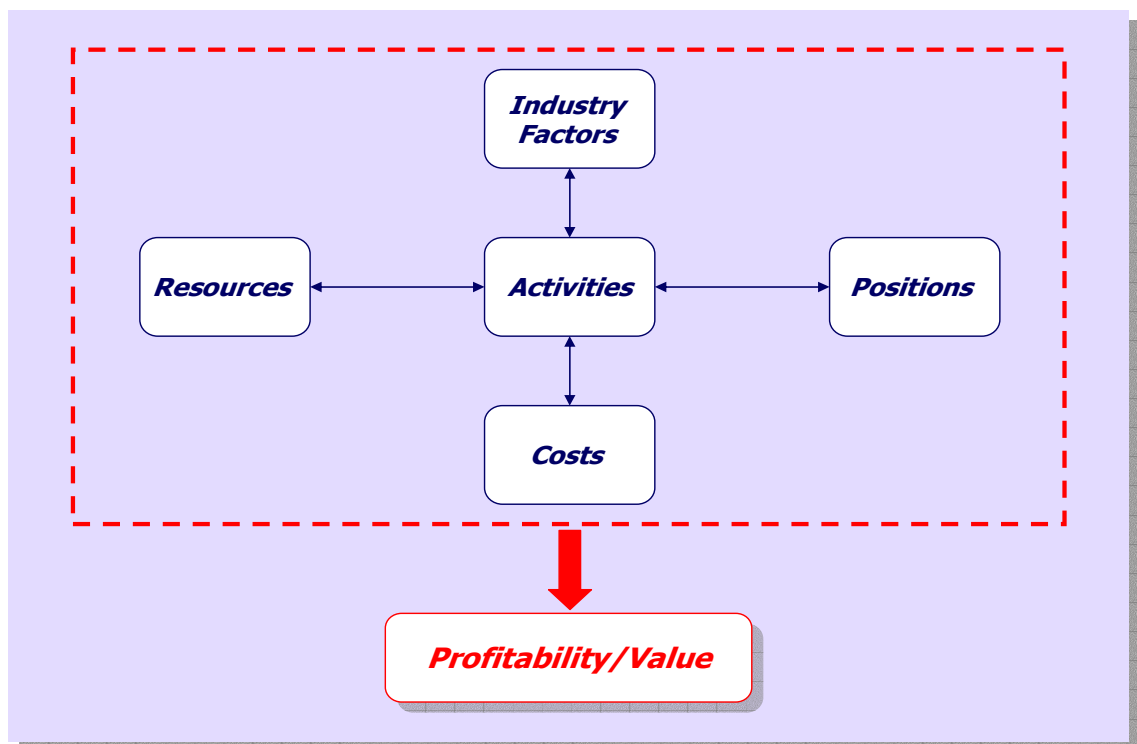 Industry
Factors
Resources
Activities
Positions
Costs
Profitability/Value